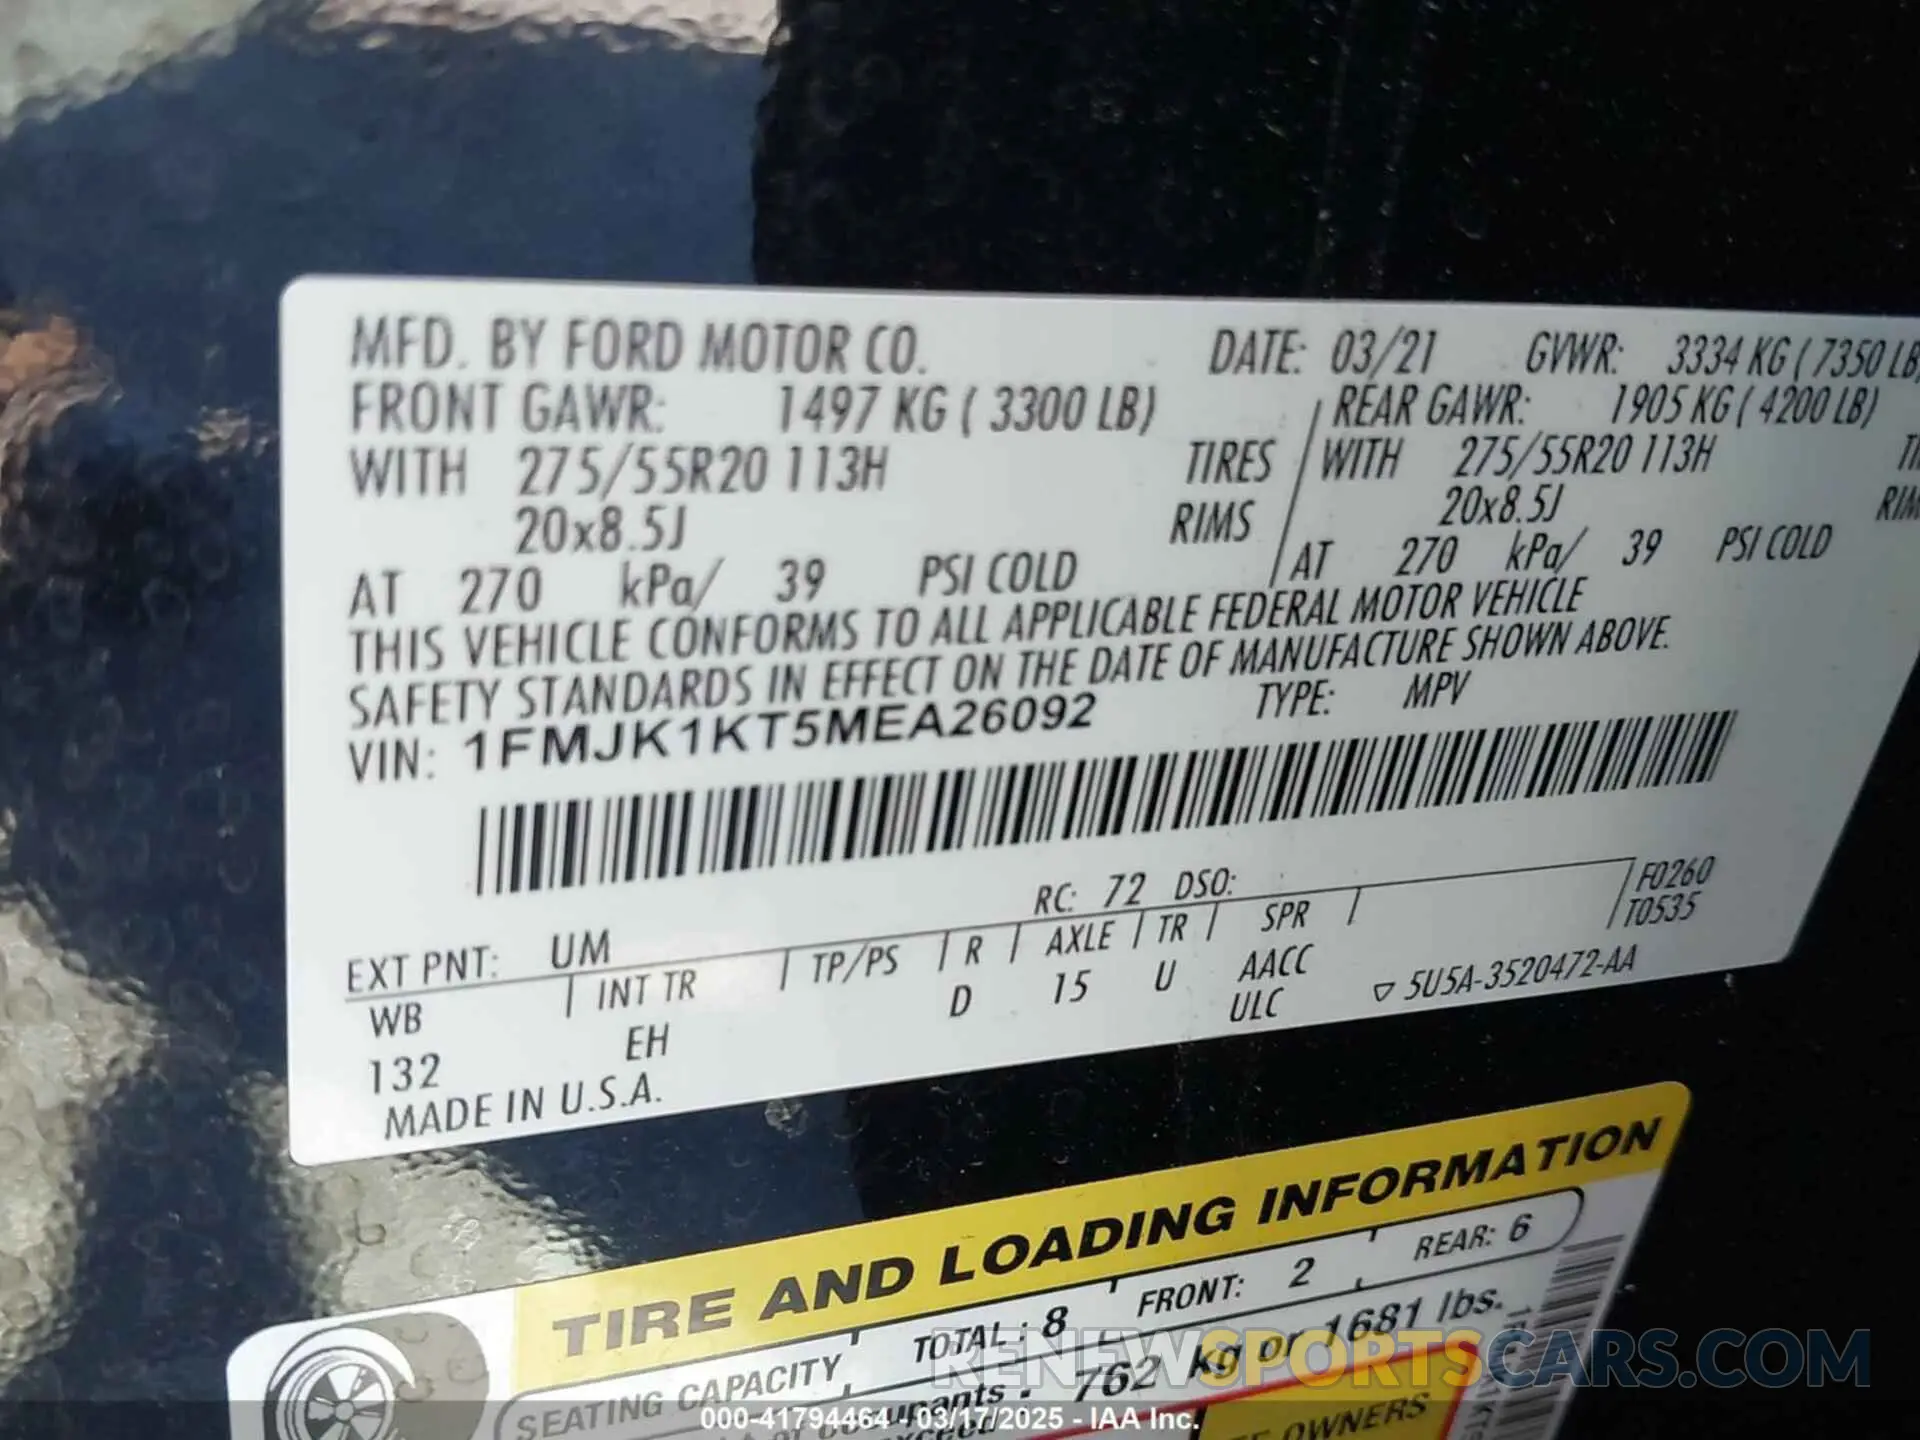 MFD. BY FORD MOTOR CO. DATE: 03/21 GVWR: 3334 KG ( 7350 LB)
FRONT GAWR: 1497 KG ( 3300 LB) REAR GAWR: 1905 KG ( 4200 LB)
WITH 275/55R20 113H TIRES WITH 275/55R20 113H
20x8.5J RIMS 20x8.5J
AT 270 kPa/ 39 PSI COLD AT 270 kPa/ 39 PSI COLD
THIS VEHICLE CONFORMS TO ALL APPLICABLE FEDERAL MOTOR VEHICLE
SAFETY STANDARDS IN EFFECT ON THE DATE OF MANUFACTURE SHOWN ABOVE.
VIN: 1FMJK1KT5MEA26092 TYPE: MPV
RC: 72 DSO: F0260
T0535
EXT PNT: UM
WB INT TR TP/PS R AXLE TR SPR
132 EH D 15 U AACC
ULC
5U5A-3520472-AA
MADE IN U.S.A.
TIRE AND LOADING INFORMATION
SEATING CAPACITY TOTAL: 8 FRONT: 2 REAR: 6
occupants 762 kg or 1681 lbs.
exceed
OWNERS
RENEWSPORTSCARS.COM
000-41794464 - 03/17/2025 - IAA Inc.